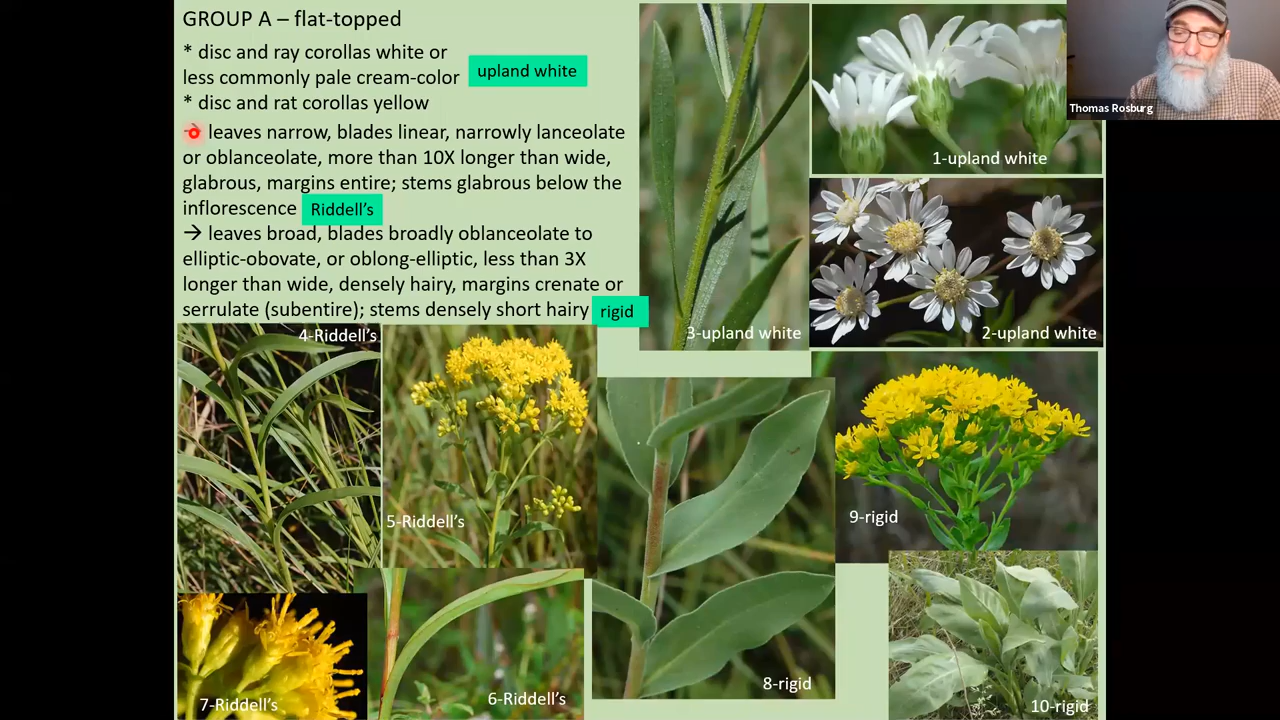 GROUP A – flat-topped
* disc and ray corollas white or
less commonly pale cream-color
upland white
* disc and rat corollas yellow
leaves narrow, blades linear, narrowly lanceolate
or oblanceolate, more than 10X longer than wide,
glabrous, margins entire; stems glabrous below the
inflorescence Riddell's
→ leaves broad, blades broadly oblanceolate to
elliptic-obovate, or oblong-elliptic, less than 3X
longer than wide, densely hairy, margins crenate or
serrulate (subentire); stems densely short hairy rigid
Thomas Rosburg
1-upland white
2-upland white
3-upland white
4-Riddell's
5-Riddell's
6-Riddell's
7-Riddell's
8-rigid
9-rigid
10-rigid